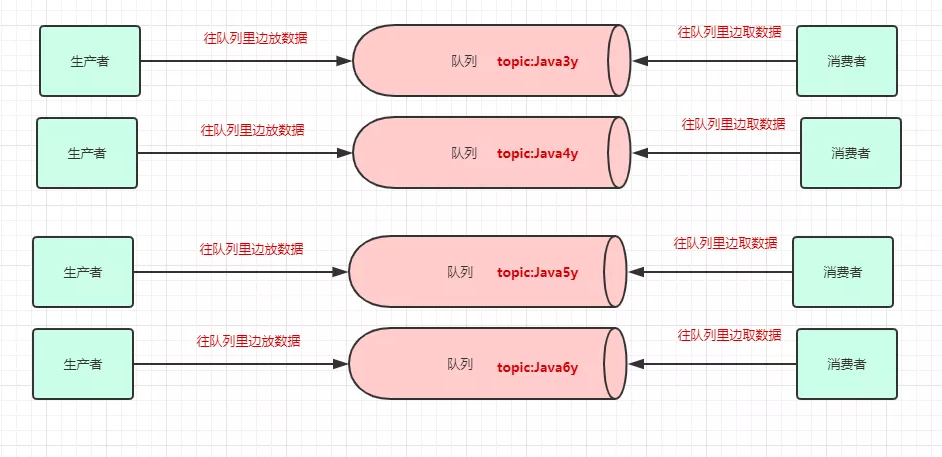 往队列里边放数据
往队列里边取数据
生产者
队列 topic:Java3y
消费者
往队列里边放数据
往队列里边取数据
生产者
队列 topic:Java4y
消费者
往队列里边放数据
往队列里边取数据
生产者
队列 topic:Java5y
消费者
往队列里边放数据
往队列里边取数据
生产者
队列 topic:Java6y
消费者